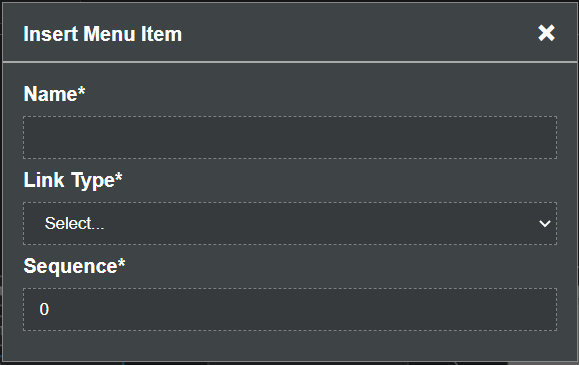 Insert Menu Item
Name*
Link Type*
Select...
Sequence*
0